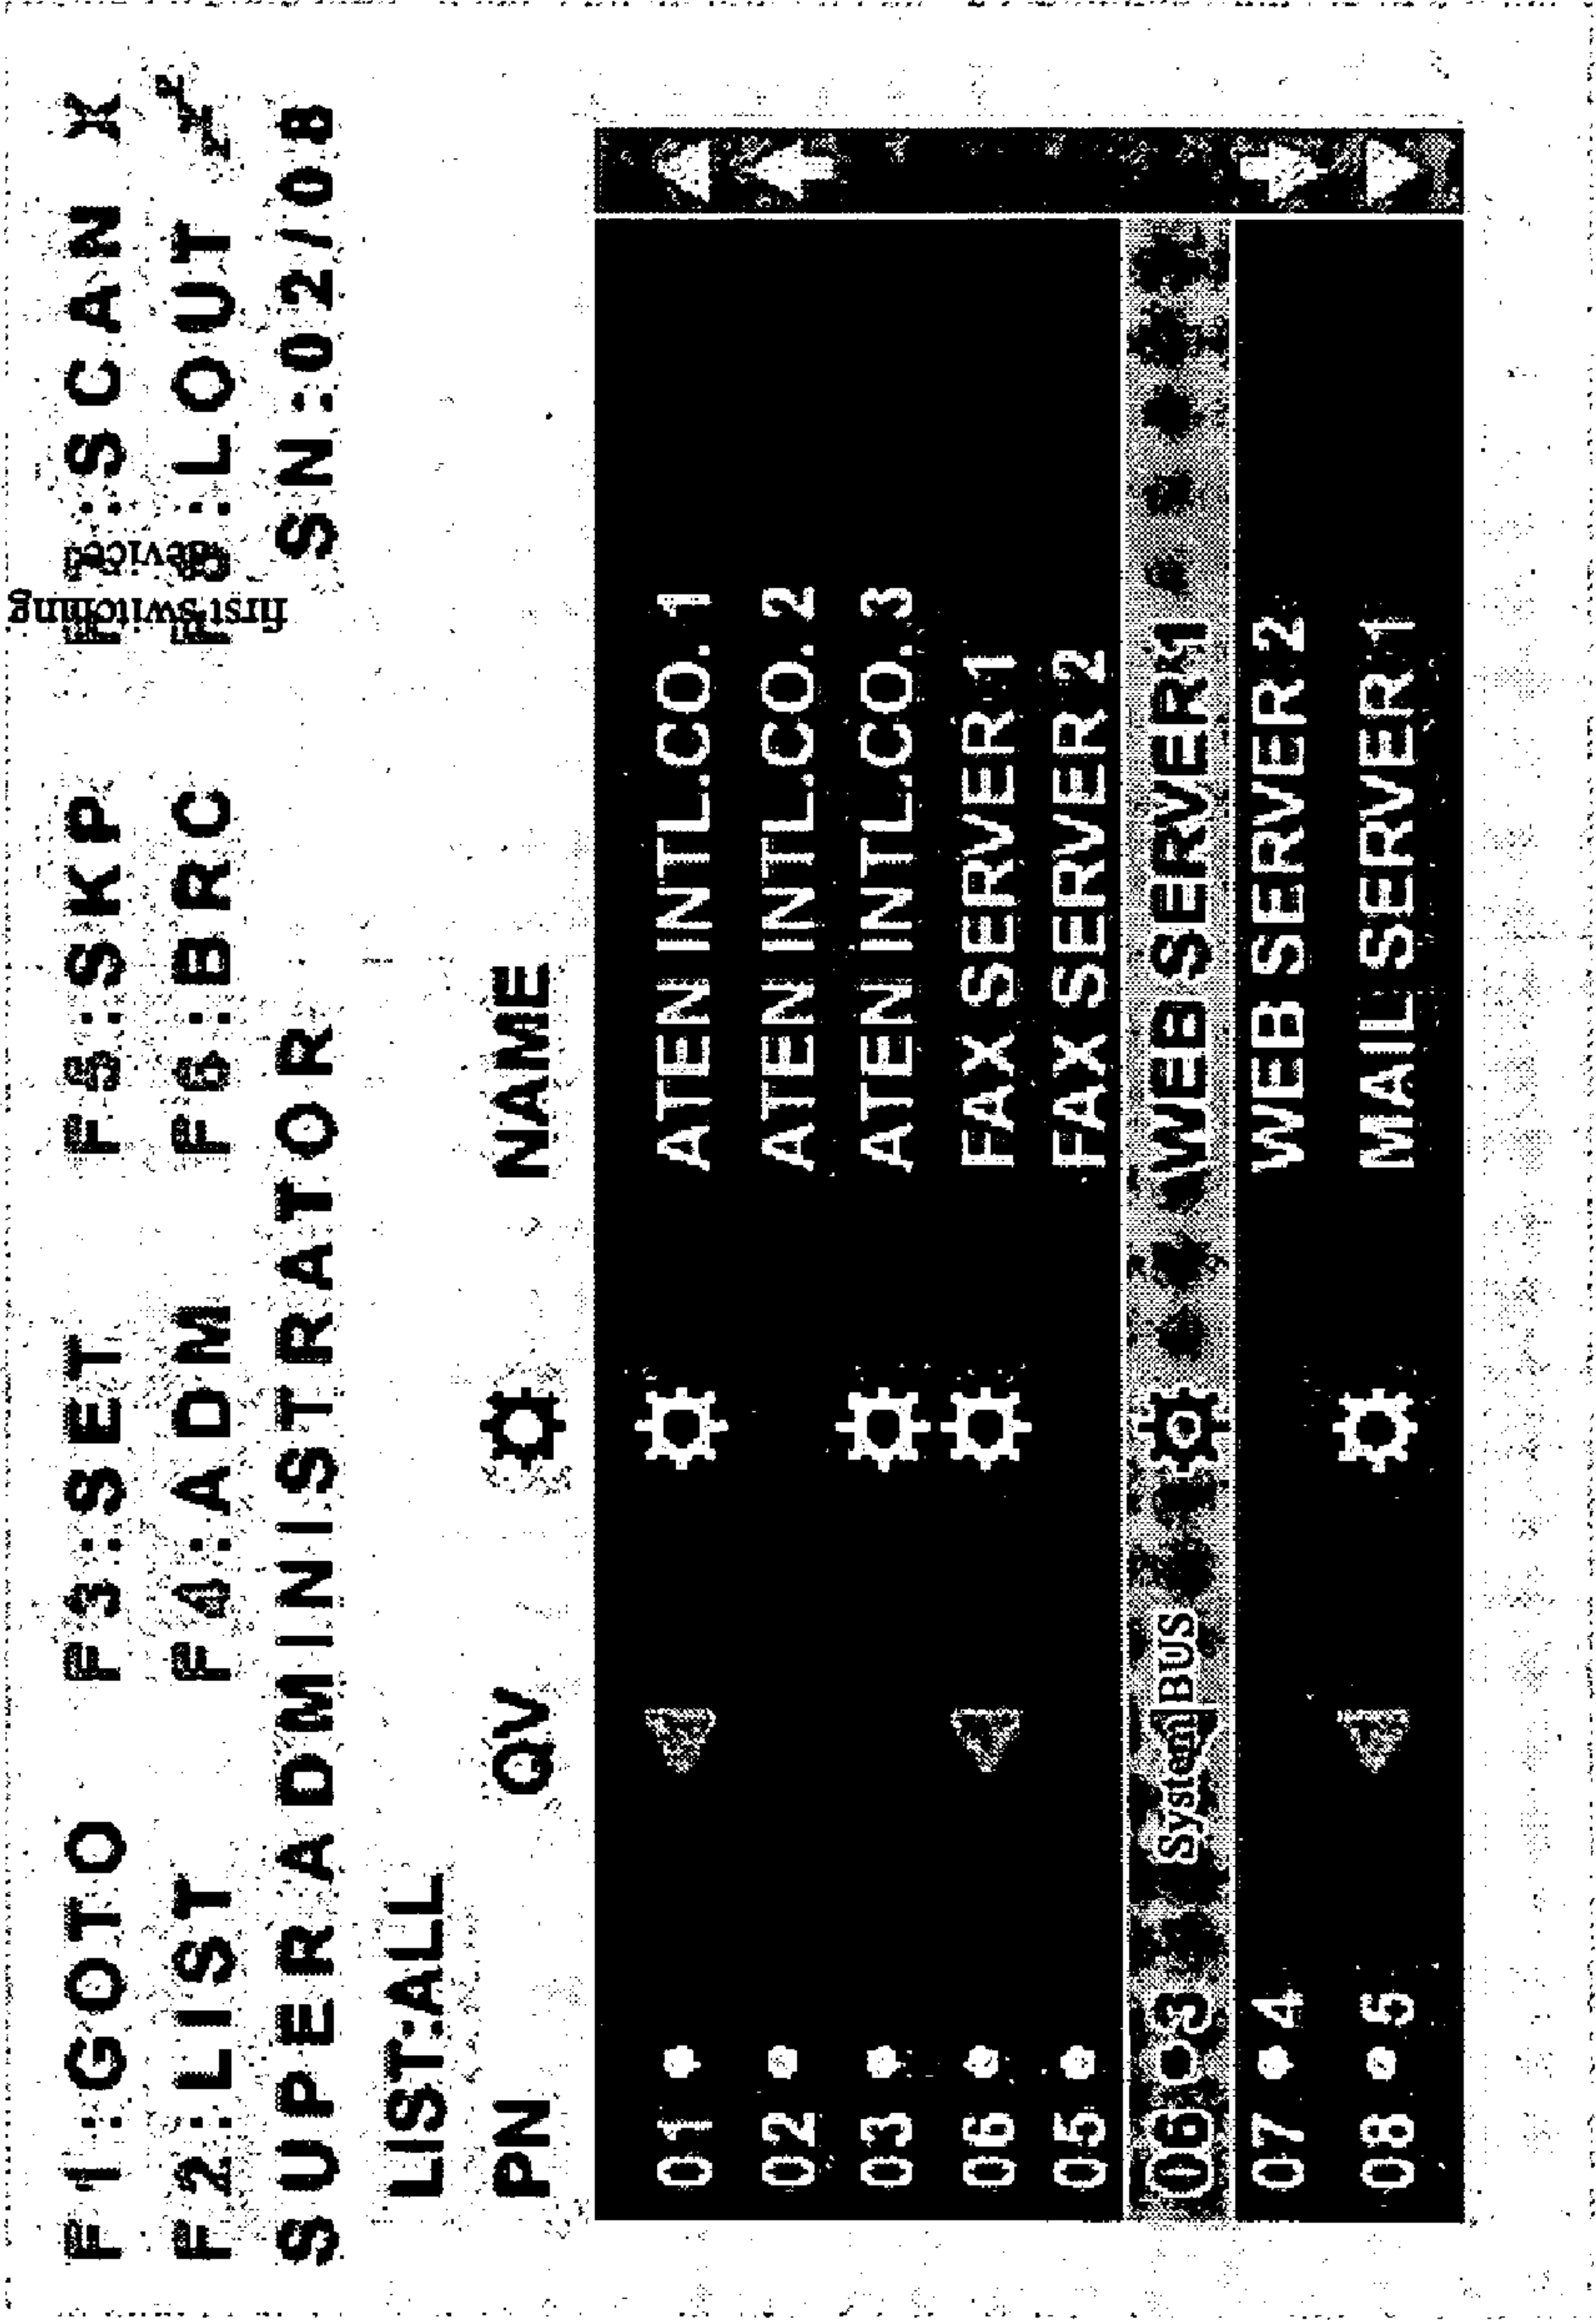 F1:GOTO F3:SET F5:SKP F7:SCAN X
F2:LIST F4:ADM F6:BRC F8:LOUT
first switching
device
SUPERADMINISTRATOR SN:02/08
LIST:ALL
PN QV NAME
01 ATEN INTL.CO. 1
02 ATEN INTL.CO. 2
03 ATEN INTL.CO. 3
06 FAX SERVER 1
05 FAX SERVER 2
06 3 System BUS WEB SERVER 1
07 4 WEB SERVER 2
08 5 MAIL SERVER 1